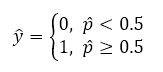 ŷ = {0, p̂ < 0.5
1, p̂ ≥ 0.5